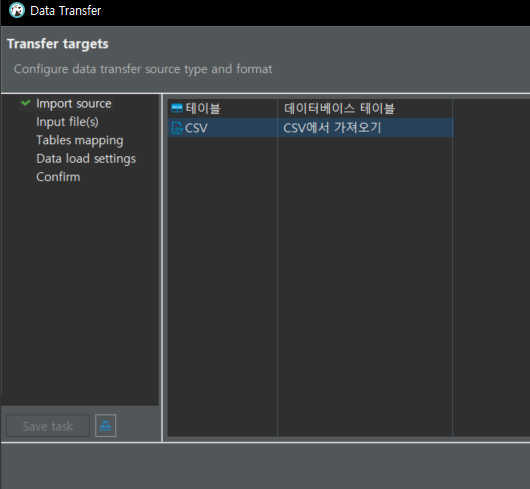 Data Transfer
Transfer targets
Configure data transfer source type and format
Import source
Input file(s)
Tables mapping
Data load settings
Confirm
테이블 데이터베이스 테이블
CSV CSV에서 가져오기
Save task